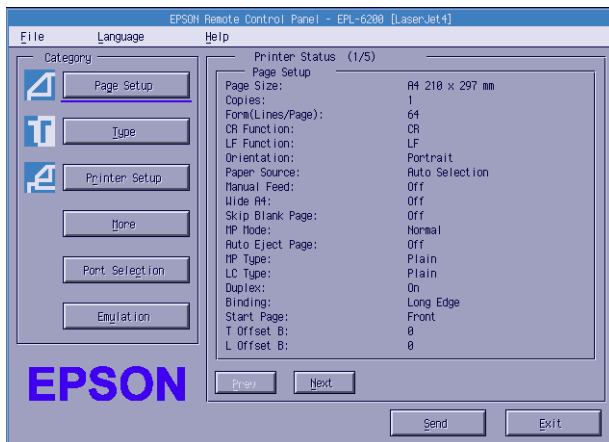 EPSON Remote Control Panel - EPL-6200 [LaserJet4]
File Language Help
Category
Page Setup
Type
Printer Setup
More
Port Selection
Emulation
EPSON
Printer Status (1/5)
Page Setup
Page Size: A4 210 x 297 mm
Copies: 1
Form(Lines/Page): 64
CR Function: CR
LF Function: LF
Orientation: Portrait
Paper Source: Auto Selection
Manual Feed: Off
Wide A4: Off
Skip Blank Page: Off
MP Mode: Normal
Auto Eject Page: Off
MP Type: Plain
LC Type: Plain
Duplex: On
Binding: Long Edge
Start Page: Front
T Offset B: 0
L Offset B: 0
Prev Next
Send Exit